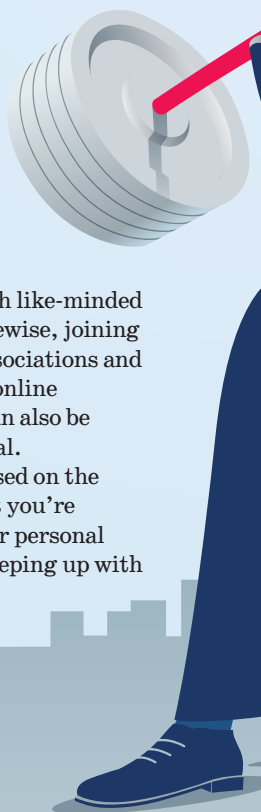 h like-minded
ewise, joining
sociations and
online
n also be
al.
sed on the
t you're
r personal
eping up with